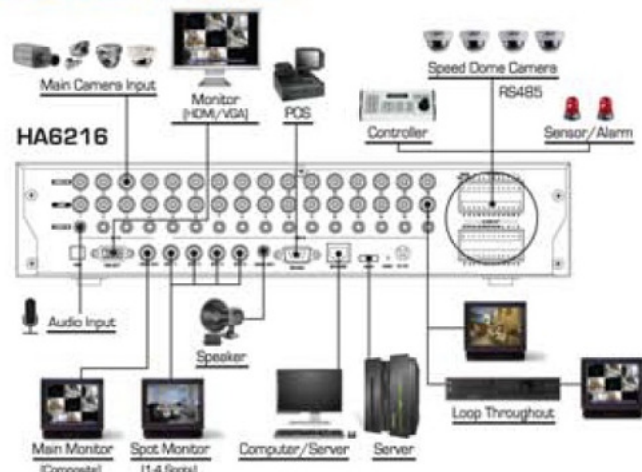 Main Camera Input
Monitor
[HDMI/VGA]
POS
Speed Dome Camera
RS485
Controller
Sensor/Alarm
HA6216
Audio Input
Speaker
Main Monitor
[Composite]
Spot Monitor
[1-4 Spots]
Computer/Server
Server
Loop Throughout